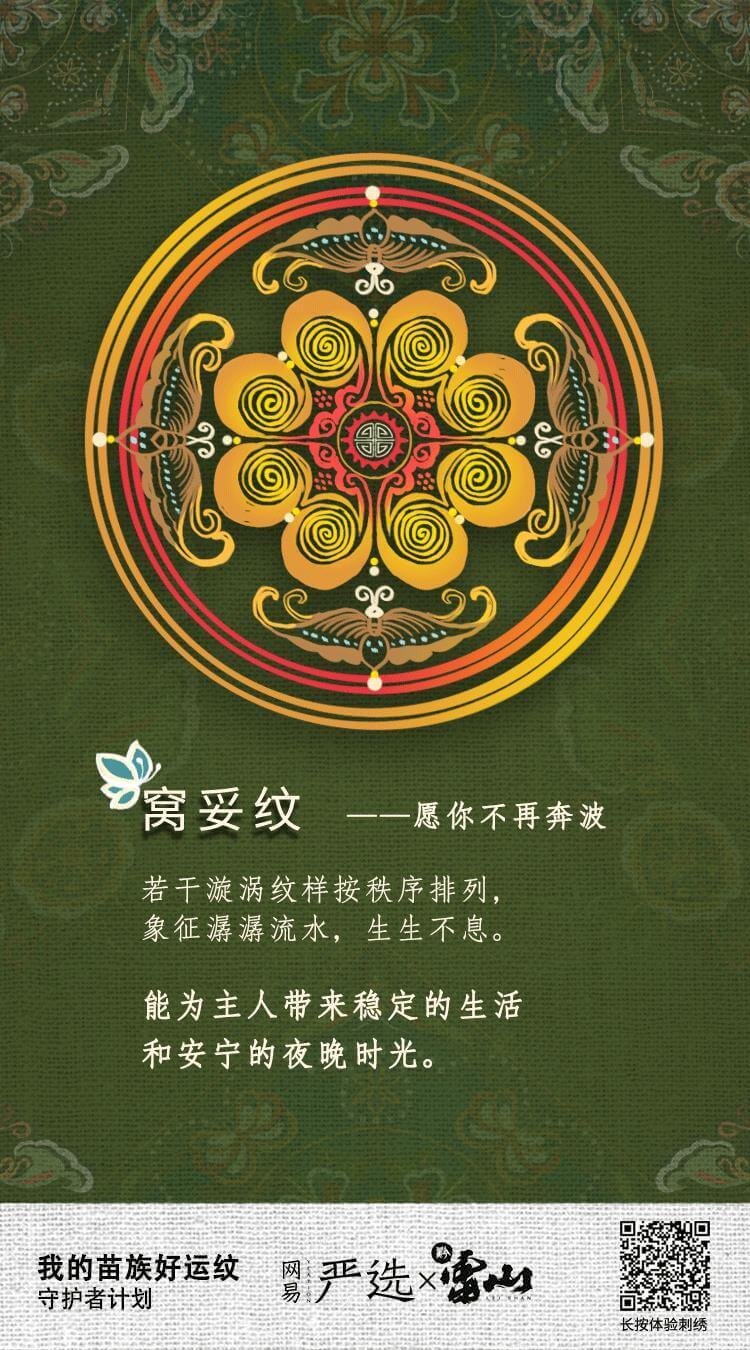 窝妥纹 ——愿你不再奔波
若干漩涡纹样按秩序排列，
象征潺潺流水，生生不息。
能为主人带来稳定的生活
和安宁的夜晚时光。
我的苗族好运纹
守护者计划
网易严选×黔雷山
长按体验刺绣